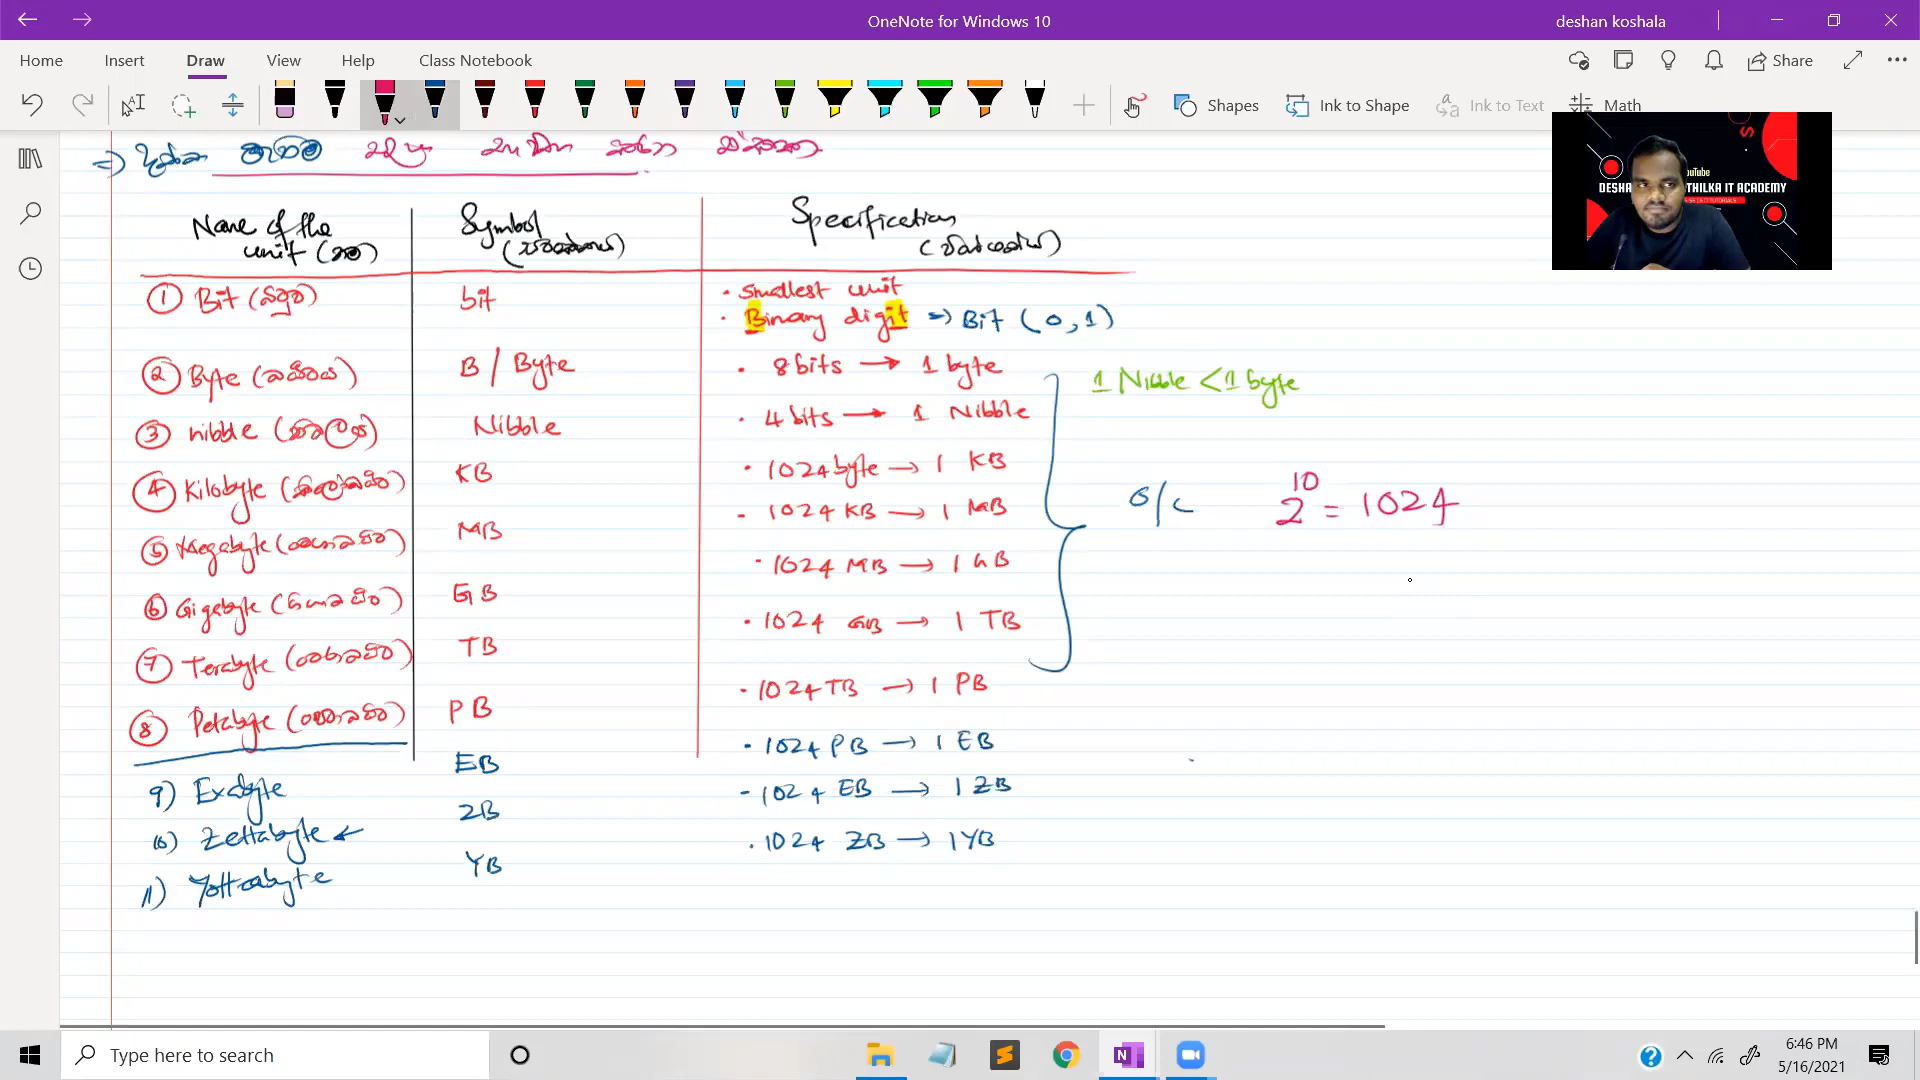 OneNote for Windows 10
deshan koshala
Home Insert Draw View Help Class Notebook
Share
Shapes Ink to Shape Ink to Text Math
YouTube
DESHA THILKA IT ACADEMY
Name of the unit
Symbol
Specification
① Bit
bit
• Smallest unit
• Binary digit => Bit (0,1)
② Byte
B / Byte
• 8 bits → 1 byte
1 Nibble < 1 byte
③ nibble
Nibble
• 4 bits → 1 Nibble
④ Kilobyte
KB
• 1024 byte → 1 KB
⑤ Megabyte
MB
• 1024 KB → 1 MB
O/L
2^10 = 1024
⑥ Gigabyte
GB
• 1024 MB → 1 GB
⑦ Terabyte
TB
• 1024 GB → 1 TB
⑧ Petabyte
PB
• 1024 TB → 1 PB
9) Exabyte
EB
• 1024 PB → 1 EB
10) Zettabyte ←
ZB
• 1024 EB → 1 ZB
11) Yottabyte
YB
• 1024 ZB → 1 YB
Type here to search
6:46 PM
5/16/2021